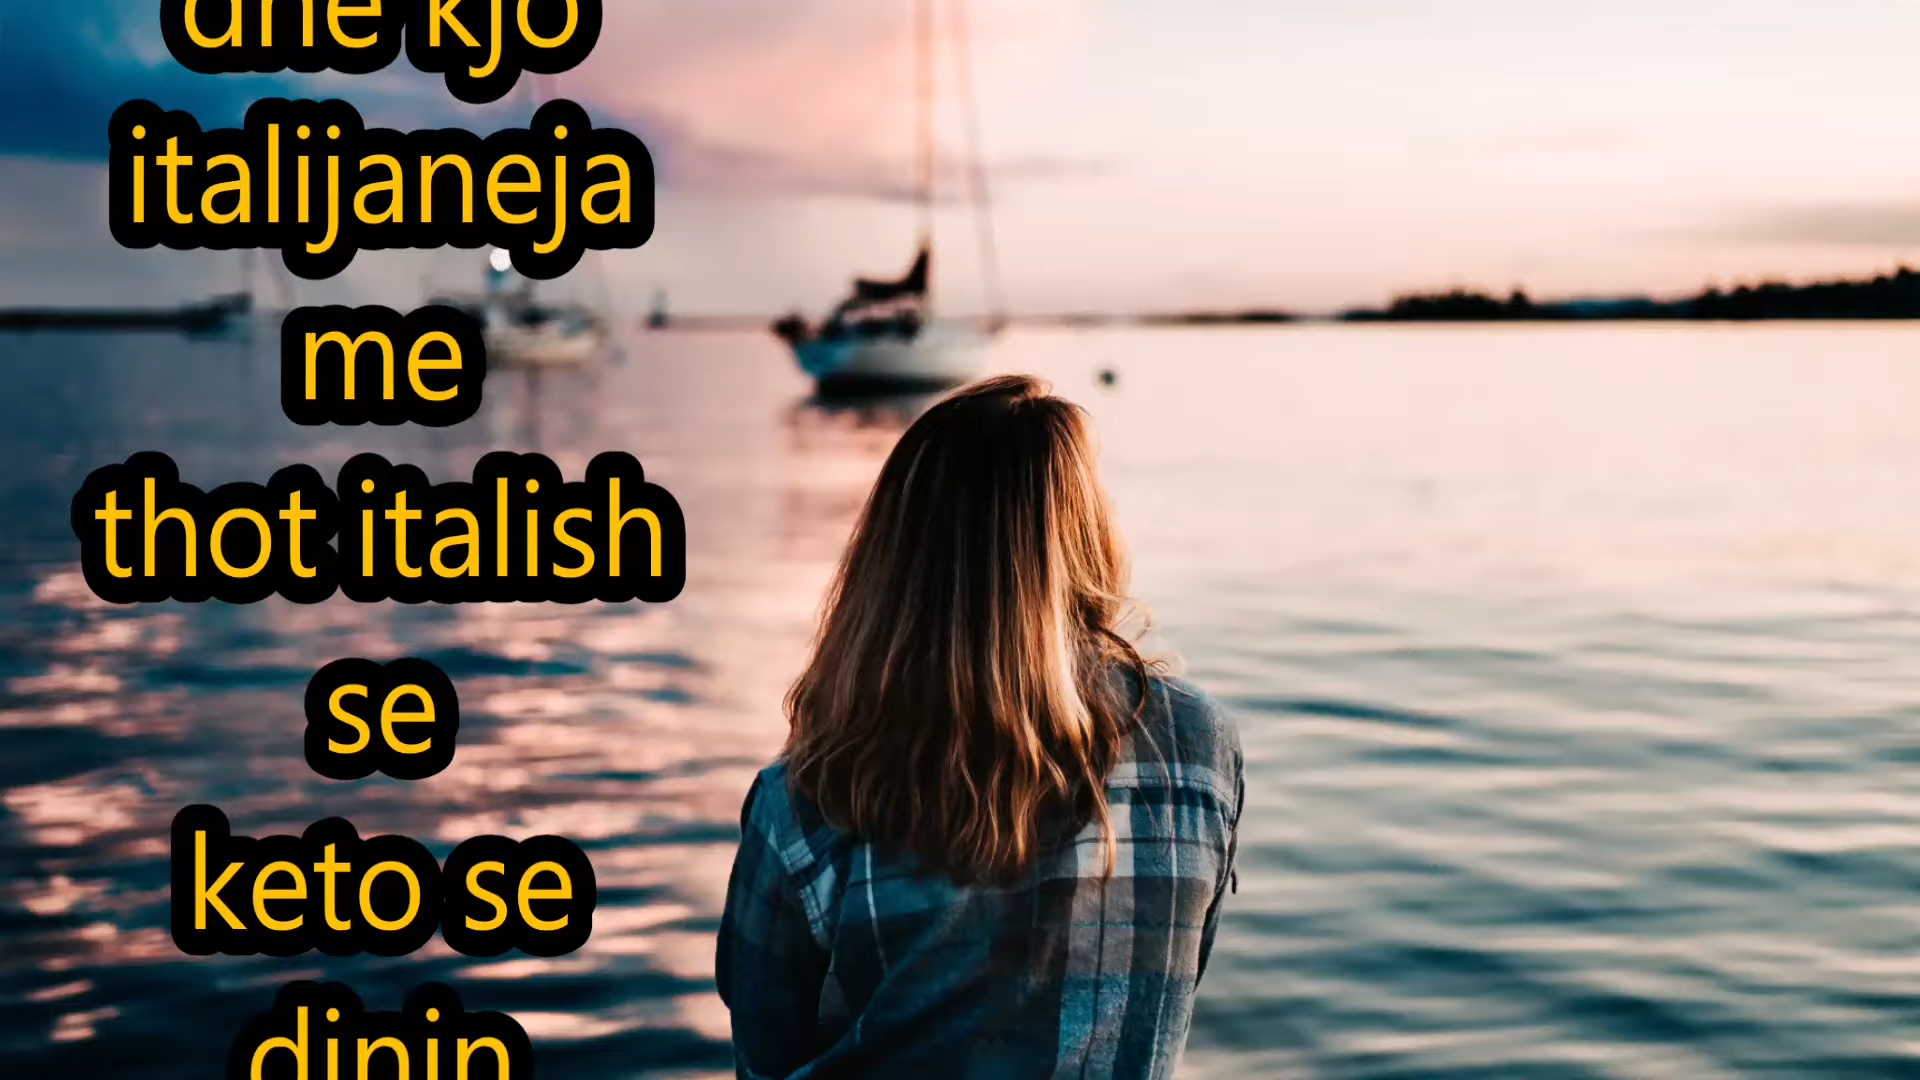 dhe kjo
italijaneja
me
thot italish
se
keto se
dinin